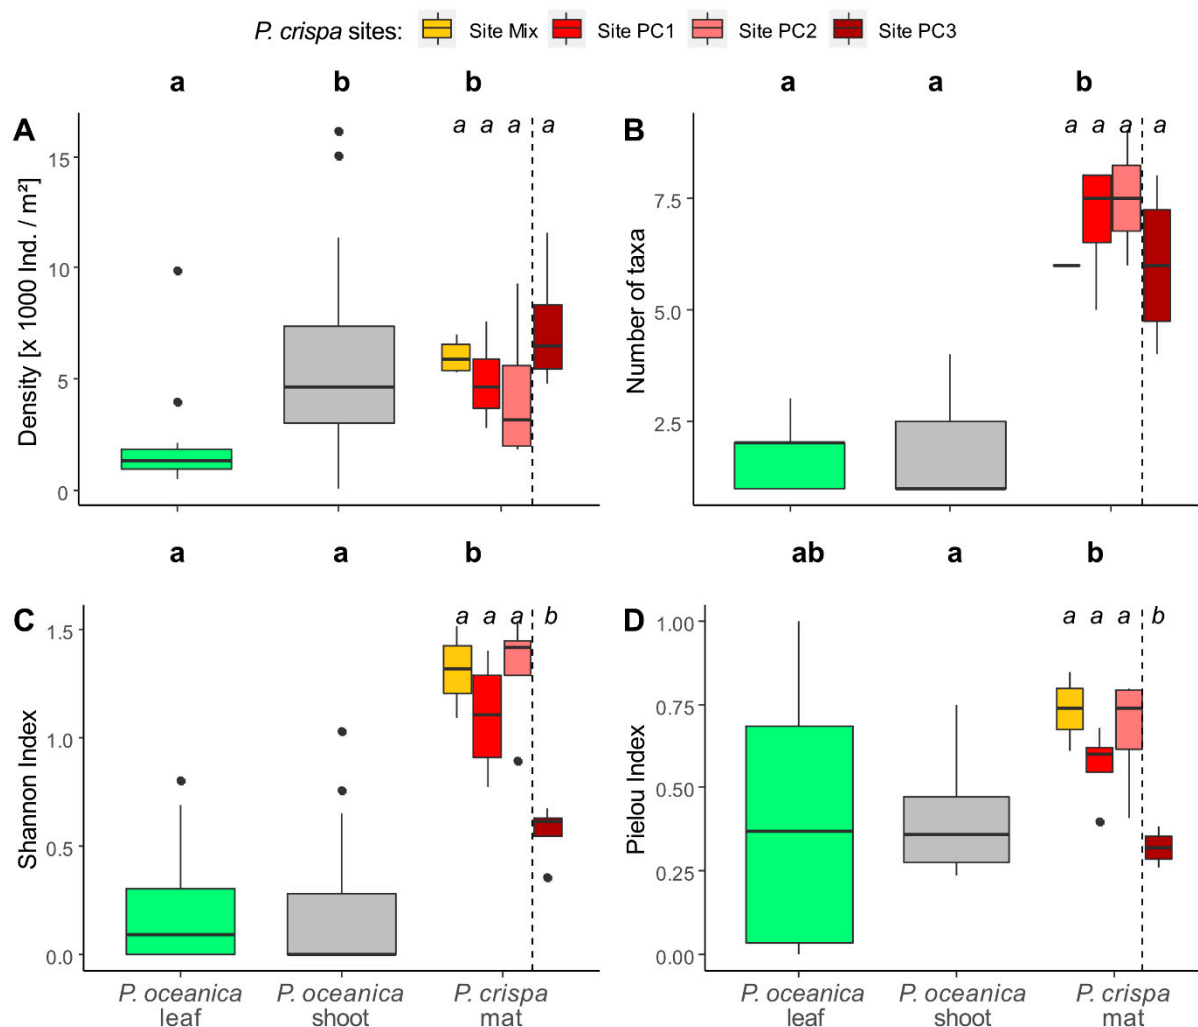 P. crispa sites: Site Mix Site PC1 Site PC2 Site PC3
a b b
a a b
A
a a a a
B
a a a a
Density [x 1000 Ind. / m²]
15
10
5
0
Number of taxa
7.5
5.0
2.5
a a b
ab a b
C
a a a b
D
a a a b
Shannon Index
1.5
1.0
0.5
0.0
Pielou Index
1.00
0.75
0.50
0.25
0.00
P. oceanica leaf
P. oceanica shoot
P. crispa mat
P. oceanica leaf
P. oceanica shoot
P. crispa mat